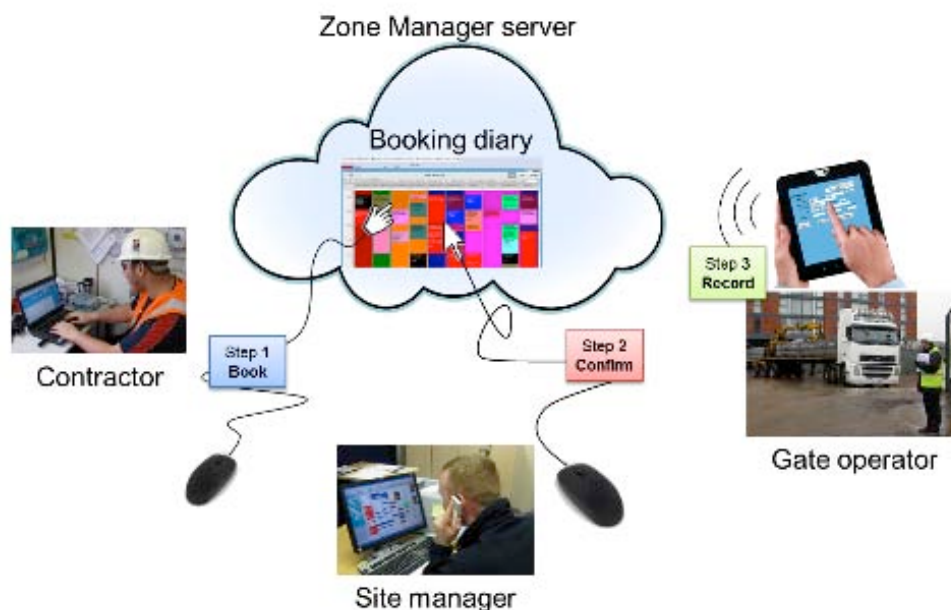 Zone Manager server
Booking diary
Step 3
Record
Step 1
Book
Step 2
Confirm
Contractor
Gate operator
Site manager